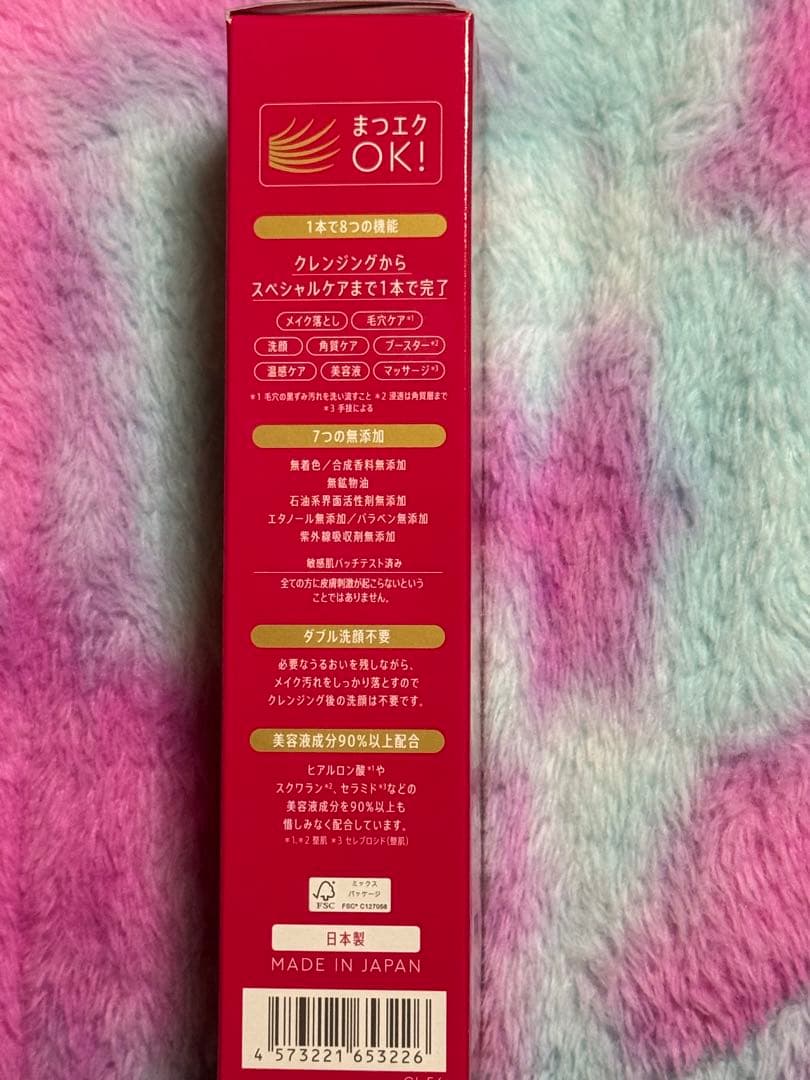 まつエク
OK!
1本で8つの機能
クレンジングから
スペシャルケアまで1本で完了
メイク落とし 毛穴ケア*1
洗顔 角質ケア ブースター*2
温感ケア 美容液 マッサージ*3
*1 毛穴の黒ずみ汚れを洗い流すこと *2 浸透は角質層まで
*3 手技による
7つの無添加
無着色/合成香料無添加
無鉱物油
石油系界面活性剤無添加
エタノール無添加/パラベン無添加
紫外線吸収剤無添加
敏感肌パッチテスト済み
全ての方に皮膚刺激が起こらないという
ことではありません。
ダブル洗顔不要
必要なうるおいを残しながら、
メイク汚れをしっかり落とすので
クレンジング後の洗顔は不要です。
美容液成分90%以上配合
ヒアルロン酸*1や
スクワラン*2、セラミド*3などの
美容液成分を90%以上も
惜しみなく配合しています。
*1,*2 整肌 *3 セレブロシド(整肌)
ミックス
パッケージ
FSC FSC® C127058
日本製
MADE IN JAPAN
4 573221 653226